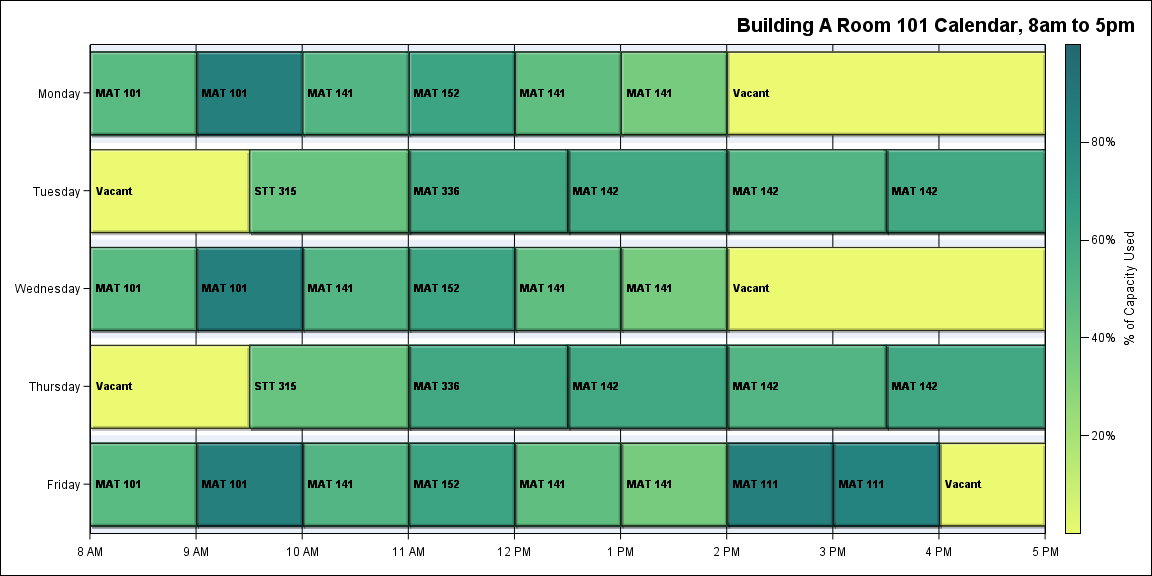 Building A Room 101 Calendar, 8am to 5pm
Monday
MAT 101 MAT 101 MAT 141 MAT 152 MAT 141 MAT 141 Vacant
Tuesday
Vacant STT 315 MAT 336 MAT 142 MAT 142 MAT 142
Wednesday
MAT 101 MAT 101 MAT 141 MAT 152 MAT 141 MAT 141 Vacant
Thursday
Vacant STT 315 MAT 336 MAT 142 MAT 142 MAT 142
Friday
MAT 101 MAT 101 MAT 141 MAT 152 MAT 141 MAT 141 MAT 111 MAT 111 Vacant
8 AM 9 AM 10 AM 11 AM 12 PM 1 PM 2 PM 3 PM 4 PM 5 PM
80%
60%
40%
20%
% of Capacity Used